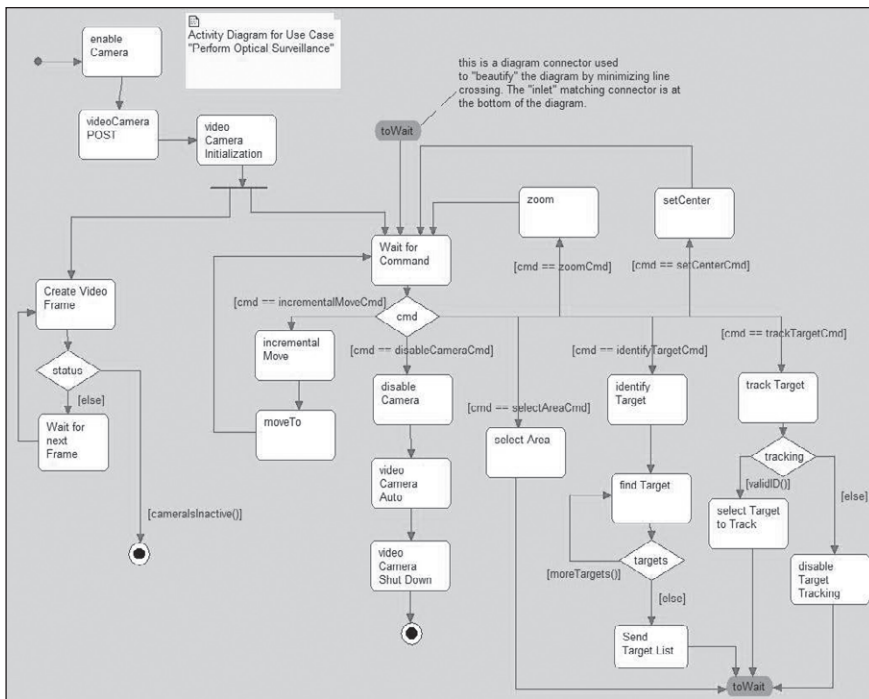 Activity Diagram for Use Case
"Perform Optical Surveillance"
enable
Camera
this is a diagram connector used
to "beautify" the diagram by minimizing line
crossing. The "inlet" matching connector is at
the bottom of the diagram.
videoCamera
POST
video
Camera
Initialization
toWait
zoom
setCenter
Wait for
Command
[cmd == zoomCmd]
[cmd == setCenterCmd]
Create Video
Frame
[cmd == incrementalMoveCmd]
cmd
incremental
Move
[cmd == disableCameraCmd]
[cmd == identifyTargetCmd]
[cmd == trackTargetCmd]
status
[else]
disable
Camera
identify
Target
track Target
[cmd == selectAreaCmd]
Wait for
next
Frame
moveTo
select Area
tracking
[validID()]
[else]
video
Camera
Auto
find Target
select Target
to Track
[cameraIsInactive()]
video
Camera
Shut Down
targets
[moreTargets()]
[else]
disable
Target
Tracking
Send
Target List
toWait